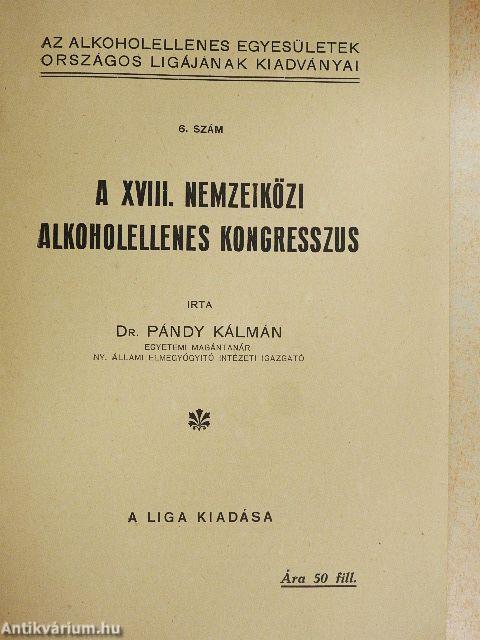 AZ ALKOHOLELLENES EGYESÜLETEK
ORSZÁGOS LIGÁJÁNAK KIADVÁNYAI
6. SZÁM
A XVIII. NEMZETKÖZI
ALKOHOLELLENES KONGRESSZUS
IRTA
DR. PÁNDY KÁLMÁN
EGYETEMI MAGÁNTANÁR
NY. ÁLLAMI ELMEGYÓGYITÓ INTÉZETI IGAZGATÓ
A LIGA KIADÁSA
Ára 50 fill.
Antikvárium.hu